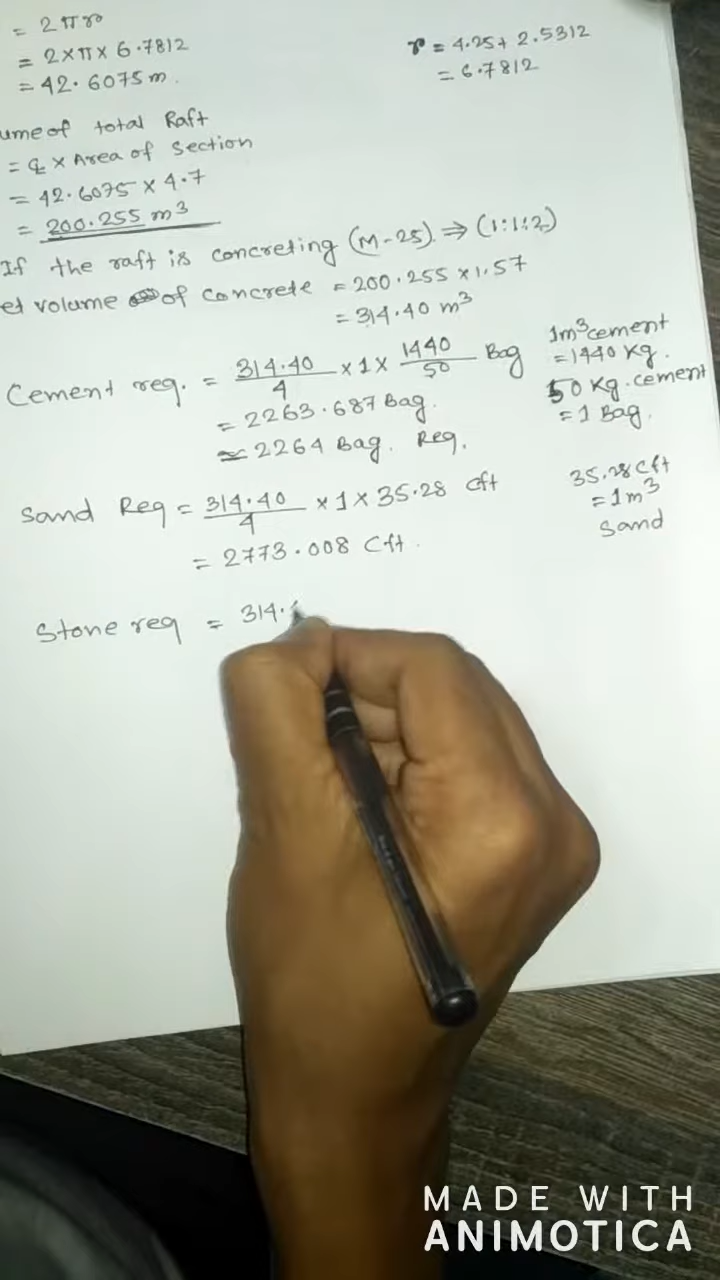 = 2πr
= 2×π× 6.7812
= 42.6075 m.
r = 4.25 + 2.5312
= 6.7812
ume of total Raft
= ℄ × Area of Section
= 42.6075 × 4.7
= 200.255 m³
If the raft is concreting (M-25) ⇒ (1:1:2)
et volume of concrete = 200.255 × 1.57
= 314.40 m³
Cement req. = 314.40/4 × 1 × 1440/50 Bag
= 2263.687 Bag.
≃ 2264 Bag. Req.
1m³ cement
= 1440 Kg.
50 Kg. cement
= 1 Bag.
Sand Req = 314.40/4 × 1 × 35.28 Cft
= 2773.008 Cft.
35.28 Cft
= 1m³
Sand
Stone req = 314.
MADE WITH
ANIMOTICA